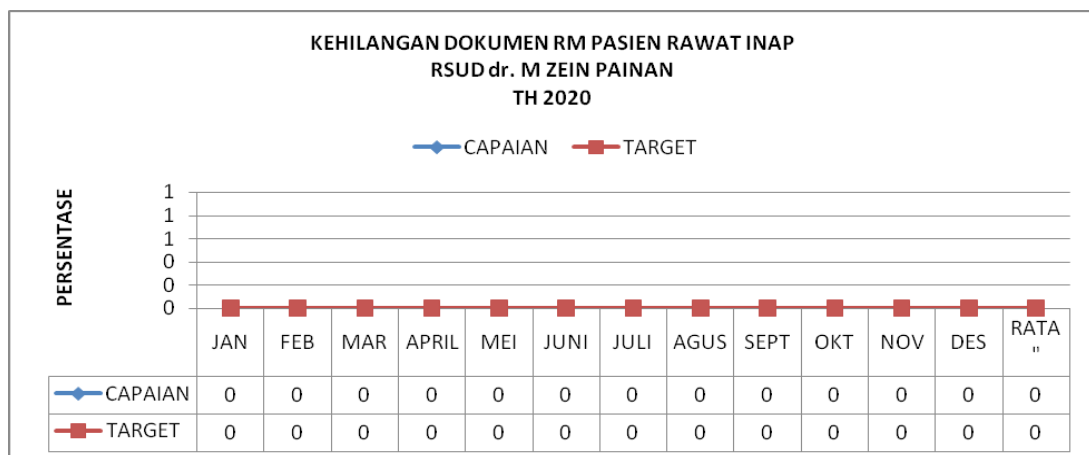 KEHILANGAN DOKUMEN RM PASIEN RAWAT INAP
RSUD dr. M ZEIN PAINAN
TH 2020
CAPAIAN TARGET
PERSENTASE
1
1
1
0
0
0
JAN FEB MAR APRIL MEI JUNI JULI AGUS SEPT OKT NOV DES RATA
"
CAPAIAN 0 0 0 0 0 0 0 0 0 0 0 0 0
TARGET 0 0 0 0 0 0 0 0 0 0 0 0 0